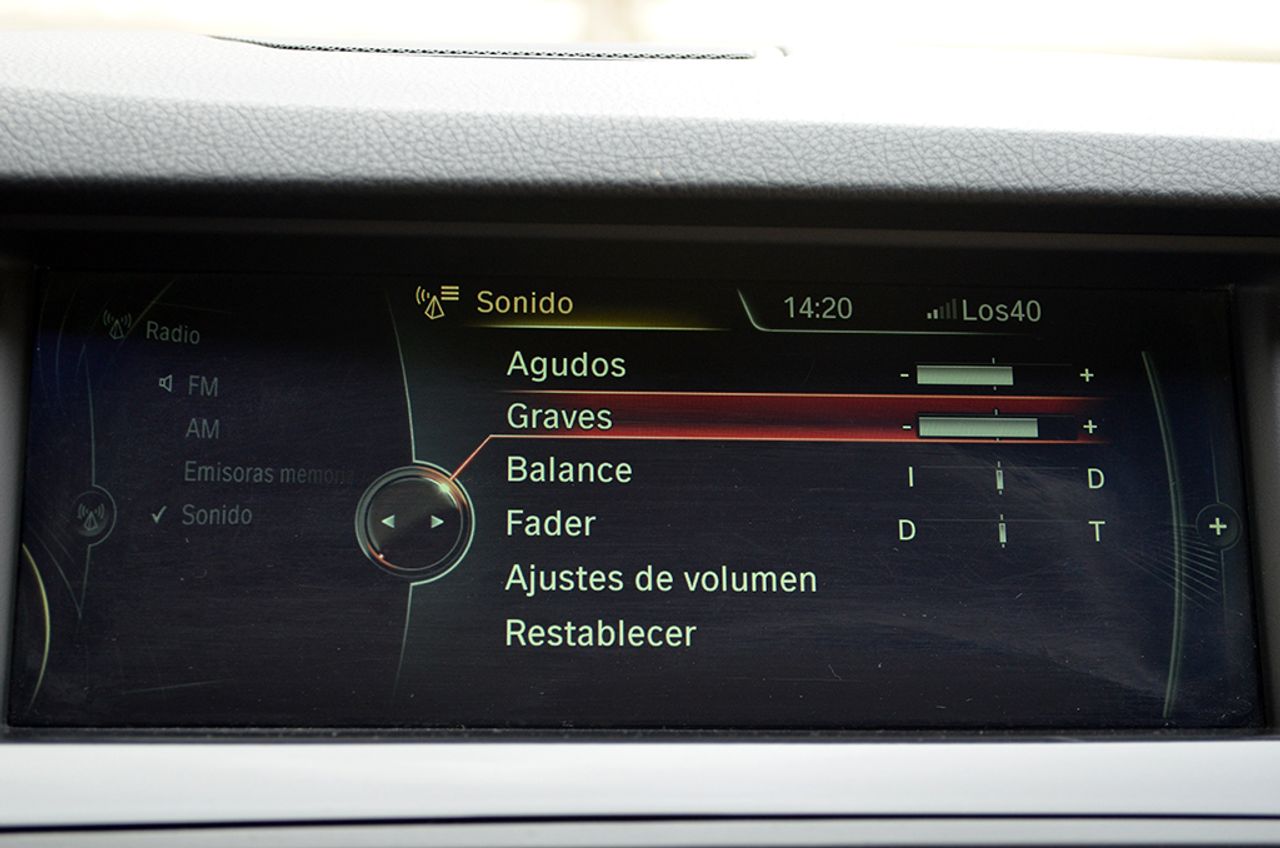 Sonido 14:20 Los40
Radio
FM
AM
Emisoras memoria
✓ Sonido
Agudos - +
Graves - +
Balance I D
Fader D T
Ajustes de volumen
Restablecer
+